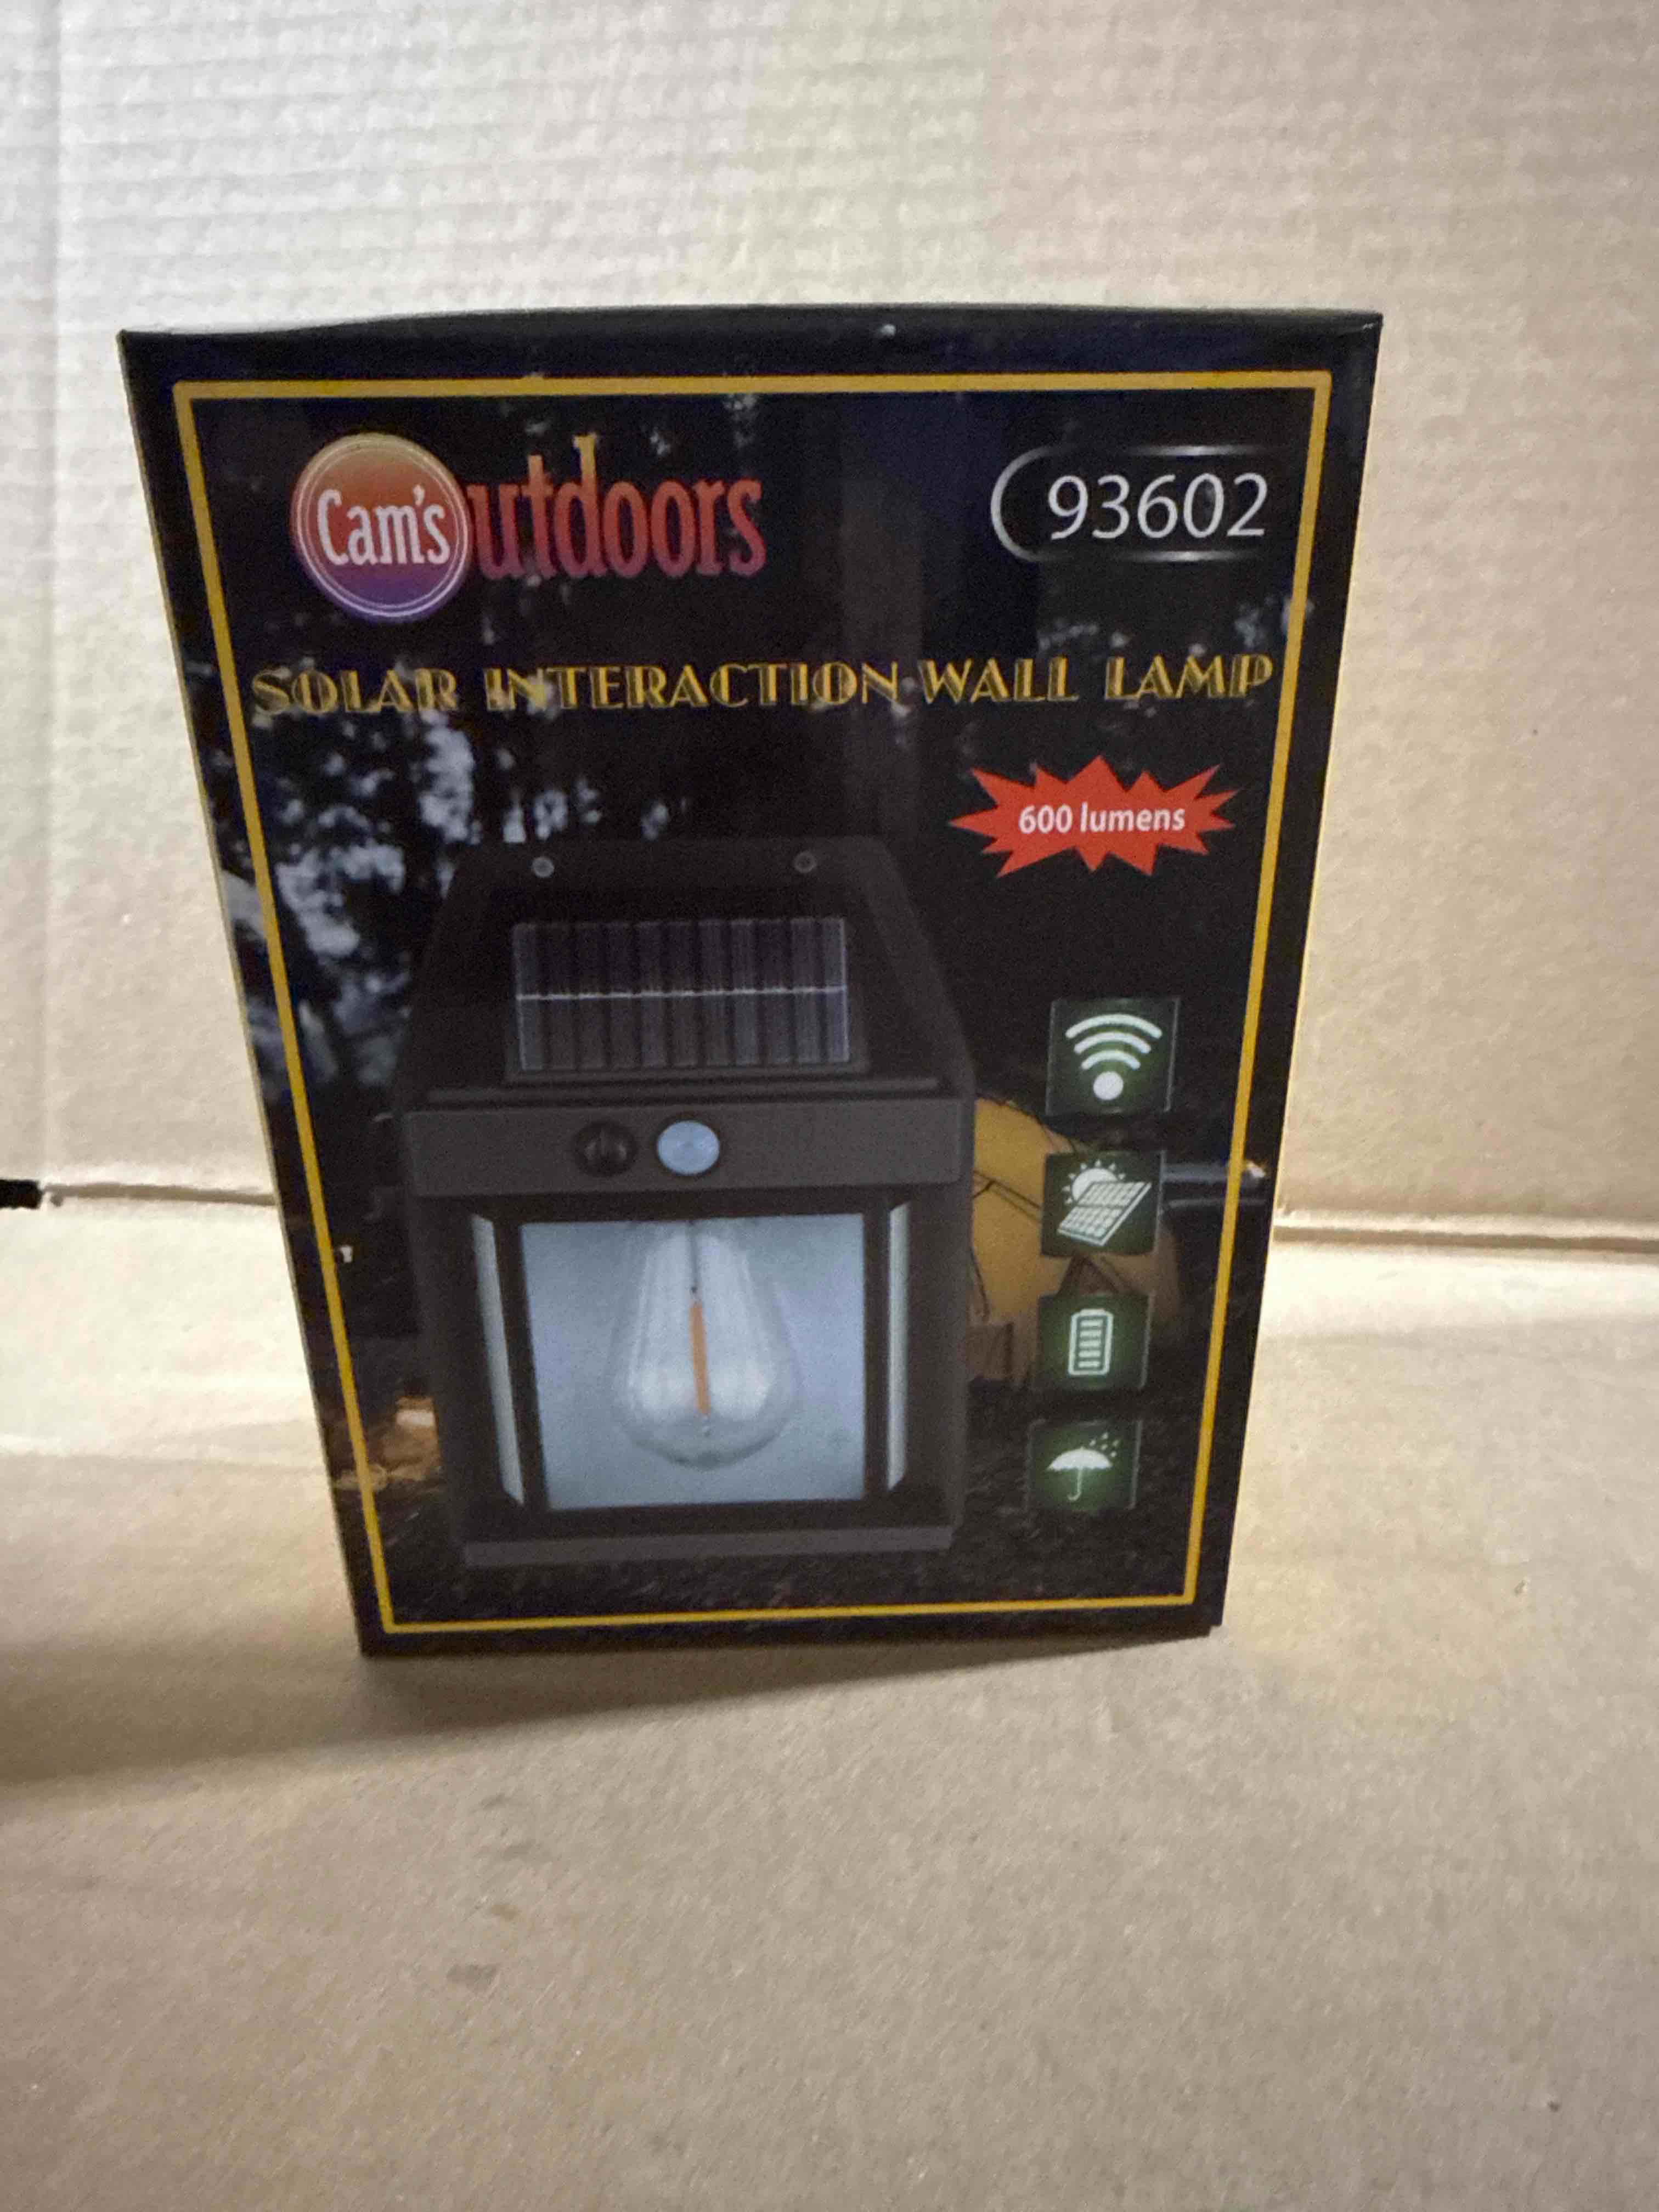 Cam's Outdoors
93602
SOLAR INTERACTION WALL LAMP
600 lumens